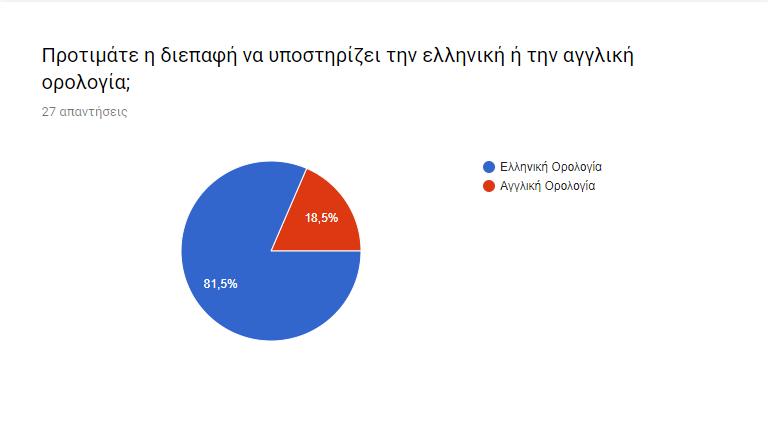 Προτιμάτε η διεπαφή να υποστηρίζει την ελληνική ή την αγγλική
ορολογία;
27 απαντήσεις
Ελληνική Ορολογία
Αγγλική Ορολογία
18,5%
81,5%